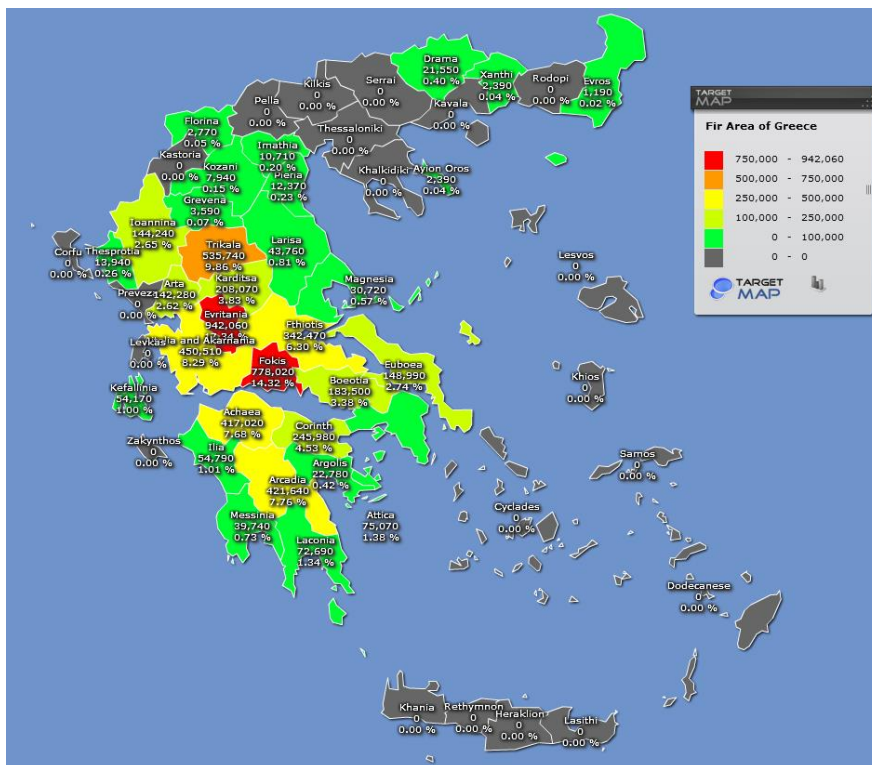 Drama
21,550
0.40 %
Xanthi
2,390
0.04 %
Rodopi
0
0.00 %
Evros
1,190
0.02 %
Serrai
0
0.00 %
Kilkis
0
0.00 %
Pella
0
0.00 %
Kavala
0
0.00 %
Thessaloniki
0
0.00 %
Florina
2,770
0.05 %
Imathia
10,710
0.20 %
Kastoria
0
0.00 %
Kozani
7,940
0.15 %
Pieria
12,370
0.23 %
Khalkidiki
0
0.00 %
Ayion Oros
2,390
0.04 %
Grevena
3,590
0.07 %
Ioannina
144,240
2.65 %
Trikala
535,740
9.86 %
Larisa
43,760
0.81 %
Corfu
0
0.00 %
Thesprotia
13,940
0.26 %
Lesvos
0
0.00 %
Karditsa
208,070
3.83 %
Magnesia
30,720
0.57 %
Arta
142,280
2.62 %
Preveza
0
0.00 %
Evritania
942,060
Fthiotis
342,470
6.30 %
and Akarnania
450,510
8.29 %
Levkas
0
0.00 %
Fokis
778,020
14.32 %
Euboea
148,990
2.74 %
Boeotia
183,500
3.38 %
Khios
0
0.00 %
Kefallinia
54,170
1.00 %
Achaea
417,020
7.68 %
Corinth
245,980
4.53 %
Zakynthos
0
0.00 %
Ilia
54,790
1.01 %
Argolis
22,780
0.42 %
Samos
0
0.00 %
Arcadia
421,640
7.76 %
Messinia
39,740
0.73 %
Attica
75,070
1.38 %
Cyclades
0
0.00 %
Laconia
72,690
1.34 %
Dodecanese
0
0.00 %
Khania
0
0.00 %
Rethymnon
0
0.00 %
Heraklion
0
0.00 %
Lasithi
0
0.00 %
TARGET
MAP
Fir Area of Greece
750,000 - 942,060
500,000 - 750,000
250,000 - 500,000
100,000 - 250,000
0 - 100,000
0 - 0
TARGET
MAP